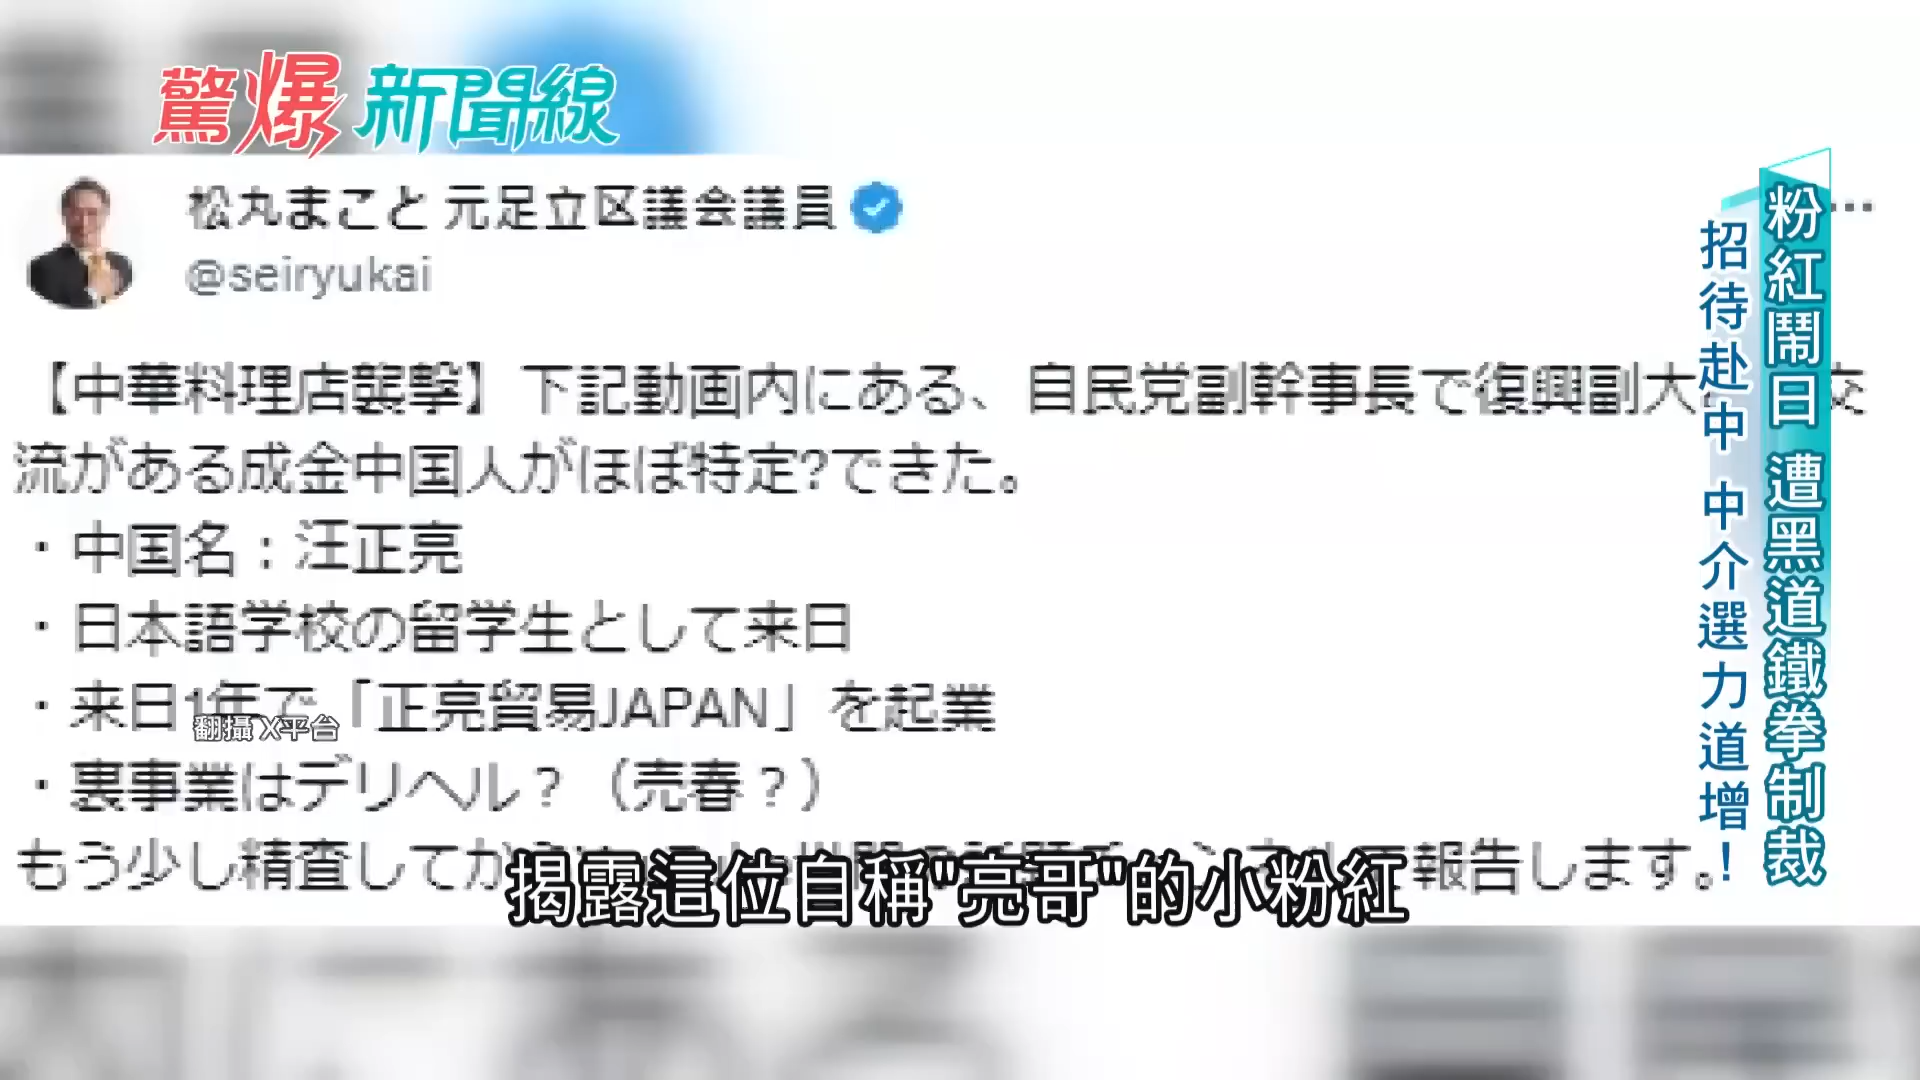 驚爆新聞線
松丸まこと 元足立区議会議員
@seiryukai
【中華料理店襲撃】下記動画内にある、自民党副幹事長で復興副大 交
流がある成金中国人がほぼ特定?できた。
・中国名：汪正亮
・日本語学校の留学生として来日
・来日1年で「正亮貿易JAPAN」を起業
・裏事業はデリヘル？（売春？）
もう少し精査してか 報告します。
翻攝 X平台
揭露這位自稱"亮哥"的小粉紅
粉紅鬧日 遭黑道鐵拳制裁
招待赴中 中介選力道增!